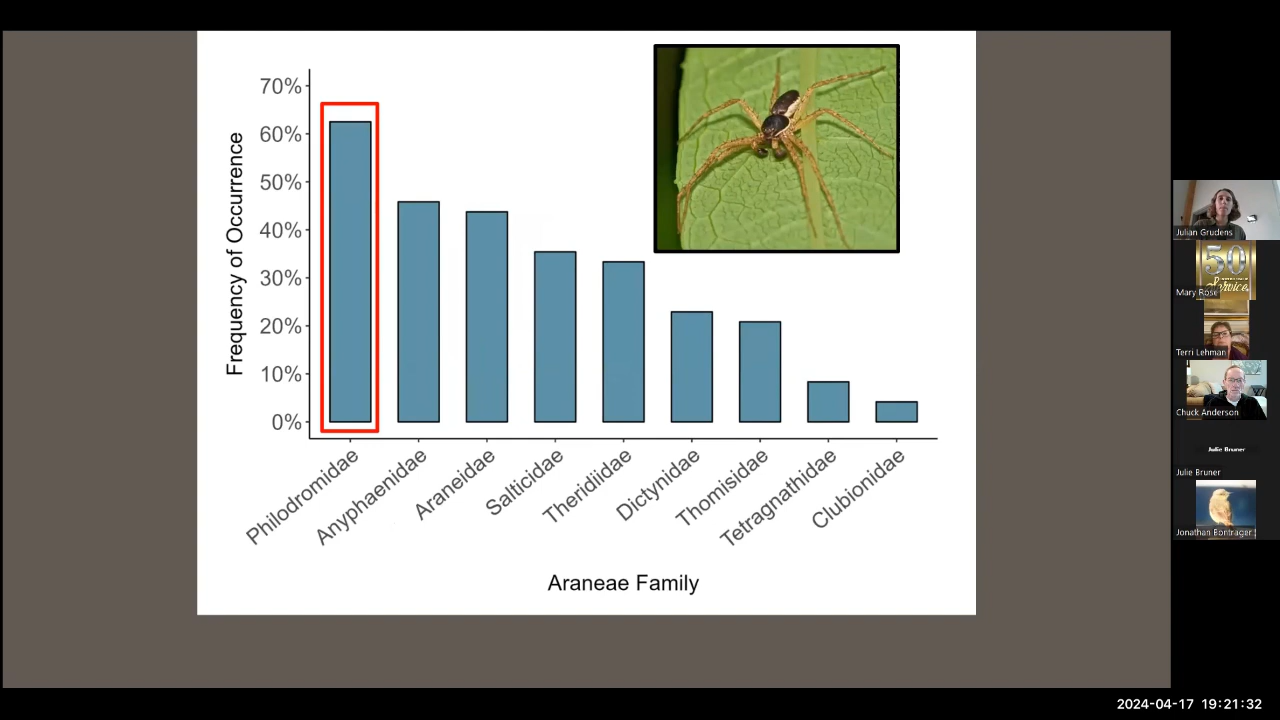 70%
60%
50%
40%
30%
20%
10%
0%
Frequency of Occurrence
Philodromidae
Anyphaenidae
Araneidae
Salticidae
Theridiidae
Dictynidae
Thomisidae
Tetragnathidae
Clubionidae
Araneae Family
Julian Grudens
50
Service
Mary Rose
Terri Lehman
Chuck Anderson
Julie Bruner
Julie Bruner
Jonathan Bontrager
2024-04-17 19:21:32